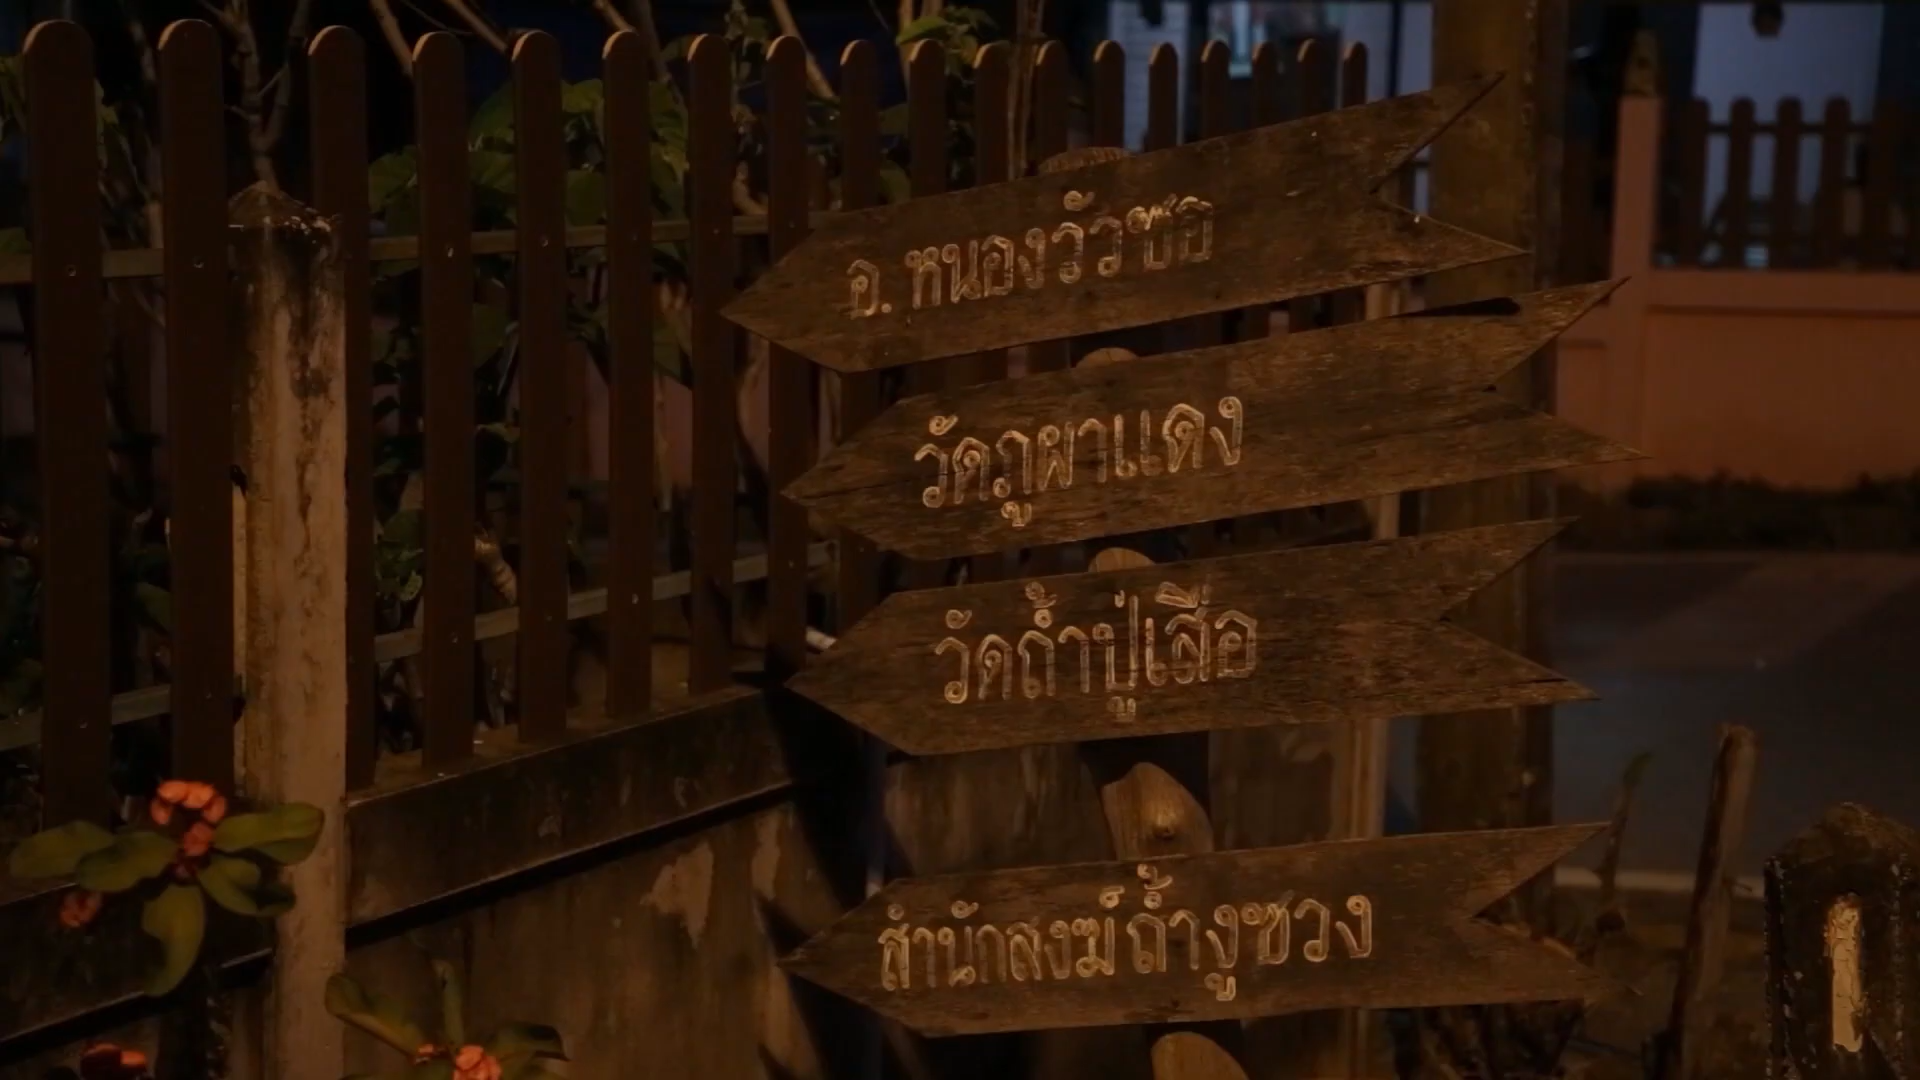 อ.หนองวัวซอ
วัดภูผาแดง
วัดถ้ำปู่เสือ
สำนักสงฆ์ถ้ำงูซวง